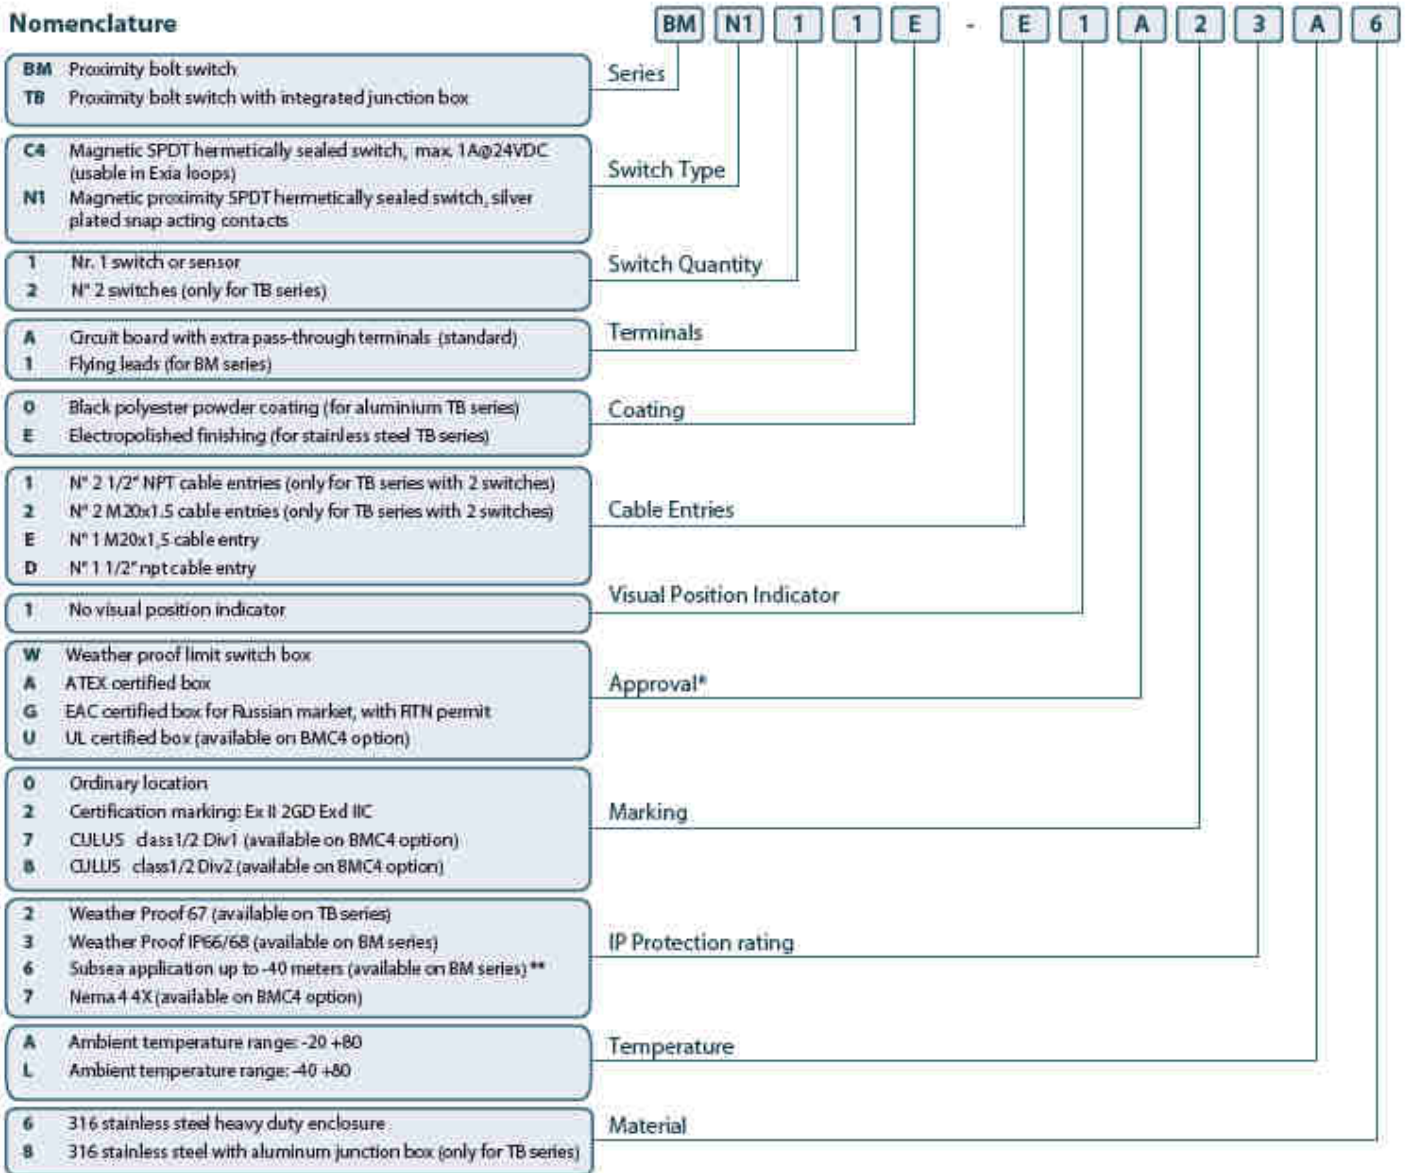 Nomenclature
BM N1 1 1 E - E 1 A 2 3 A 6
BM Proximity bolt switch
TB Proximity bolt switch with integrated junction box
Series
C4 Magnetic SPDT hermetically sealed switch, max. 1A@24VDC
(usable in Exia loops)
N1 Magnetic proximity SPDT hermetically sealed switch, silver
plated snap acting contacts
Switch Type
1 Nr. 1 switch or sensor
2 N° 2 switches (only for TB series)
Switch Quantity
A Circuit board with extra pass-through terminals (standard)
1 Flying leads (for BM series)
Terminals
0 Black polyester powder coating (for aluminium TB series)
E Electropolished finishing (for stainless steel TB series)
Coating
1 N° 2 1/2" NPT cable entries (only for TB series with 2 switches)
2 N° 2 M20x1.5 cable entries (only for TB series with 2 switches)
E N° 1 M20x1,5 cable entry
D N° 1 1/2" npt cable entry
Cable Entries
1 No visual position indicator
Visual Position Indicator
W Weather proof limit switch box
A ATEX certified box
G EAC certified box for Russian market, with RTN permit
U UL certified box (available on BMC4 option)
Approval*
0 Ordinary location
2 Certification marking: Ex II 2GD Exd IIC
7 CULUS class1/2 Div1 (available on BMC4 option)
8 CULUS class1/2 Div2 (available on BMC4 option)
Marking
2 Weather Proof 67 (available on TB series)
3 Weather Proof IP66/68 (available on BM series)
6 Subsea application up to -40 meters (available on BM series) **
7 Nema 4 4X (available on BMC4 option)
IP Protection rating
A Ambient temperature range: -20 +80
L Ambient temperature range: -40 +80
Temperature
6 316 stainless steel heavy duty enclosure
8 316 stainless steel with aluminum junction box (only for TB series)
Material